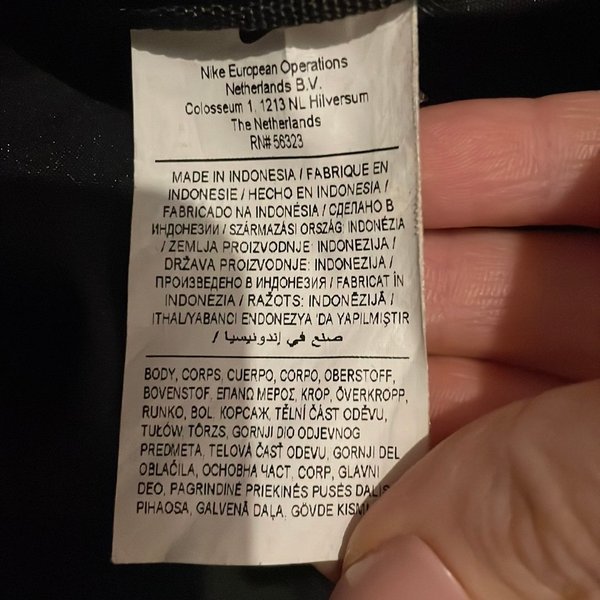 Nike European Operations
Netherlands B.V.
Colosseum 1, 1213 NL Hilversum
The Netherlands
RN# 56323
MADE IN INDONESIA / FABRIQUE EN
INDONESIE / HECHO EN INDONESIA /
FABRICADO NA INDONÉSIA / СДЕЛАНО В
ИНДОНЕЗИИ / SZÁRMAZÁSI ORSZÁG: INDONÉZIA
/ ZEMLJA PROIZVODNJE: INDONEZIJA /
DRŽAVA PROIZVODNJE: INDONEZIJA /
ПРОИЗВЕДЕНО В ИНДОНЕЗИЯ / FABRICAT ÎN
INDONEZIA / RAŽOTS: INDONĒZIJĀ /
ITHAL/YABANCI ENDONEZYA 'DA YAPILMIŞTIR
/ صنع في إندونيسيا
BODY, CORPS, CUERPO, CORPO, OBERSTOFF,
BOVENSTOF, ΕΠΑΝΩ ΜΕΡΟΣ, KROP, ÖVERKROPP,
RUNKO, BOL, КОРСАЖ, TĚLNÍ ČÁST ODĚVU,
TUŁÓW, TÖRZS, GORNJI DIO ODJEVNOG
PREDMETA, TELOVÁ ČASŤ ODEVU, GORNJI DEL
OBLAČILA, ОСНОВНА ЧАСТ, CORP, GLAVNI
DEO, PAGRINDINĖ PRIEKINĖS PUSĖS DALIS,
PIHAOSA, GALVENĀ DAĻA, GÖVDE